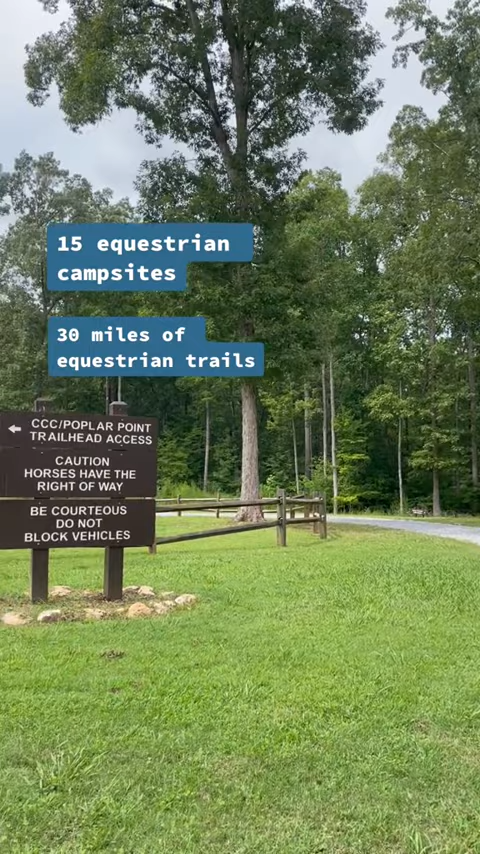 15 equestrian
campsites
30 miles of
equestrian trails
CCC/POPLAR POINT
TRAILHEAD ACCESS
CAUTION
HORSES HAVE THE
RIGHT OF WAY
BE COURTEOUS
DO NOT
BLOCK VEHICLES